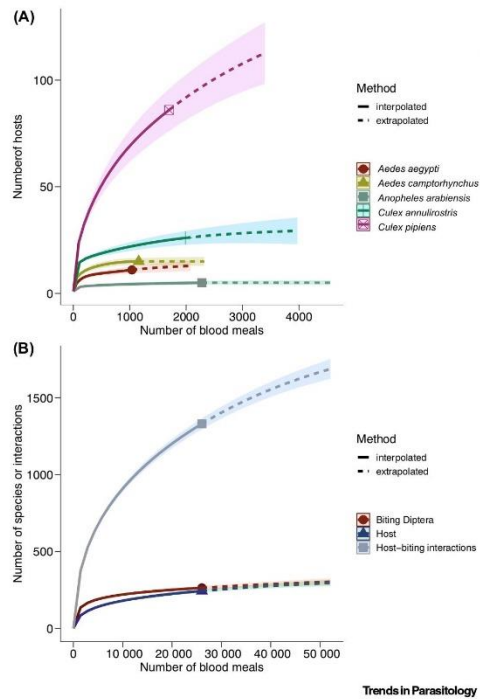 (A)
100
50
0
Numberof hosts
0 1000 2000 3000 4000
Number of blood meals
Method
interpolated
extrapolated
Aedes aegypti
Aedes camptorhynchus
Anopheles arabiensis
Culex annulirostris
Culex pipiens
(B)
1500
1000
500
0
Number of species or interactions
0 10 000 20 000 30 000 40 000 50 000
Number of blood meals
Method
interpolated
extrapolated
Biting Diptera
Host
Host–biting interactions
Trends in Parasitology